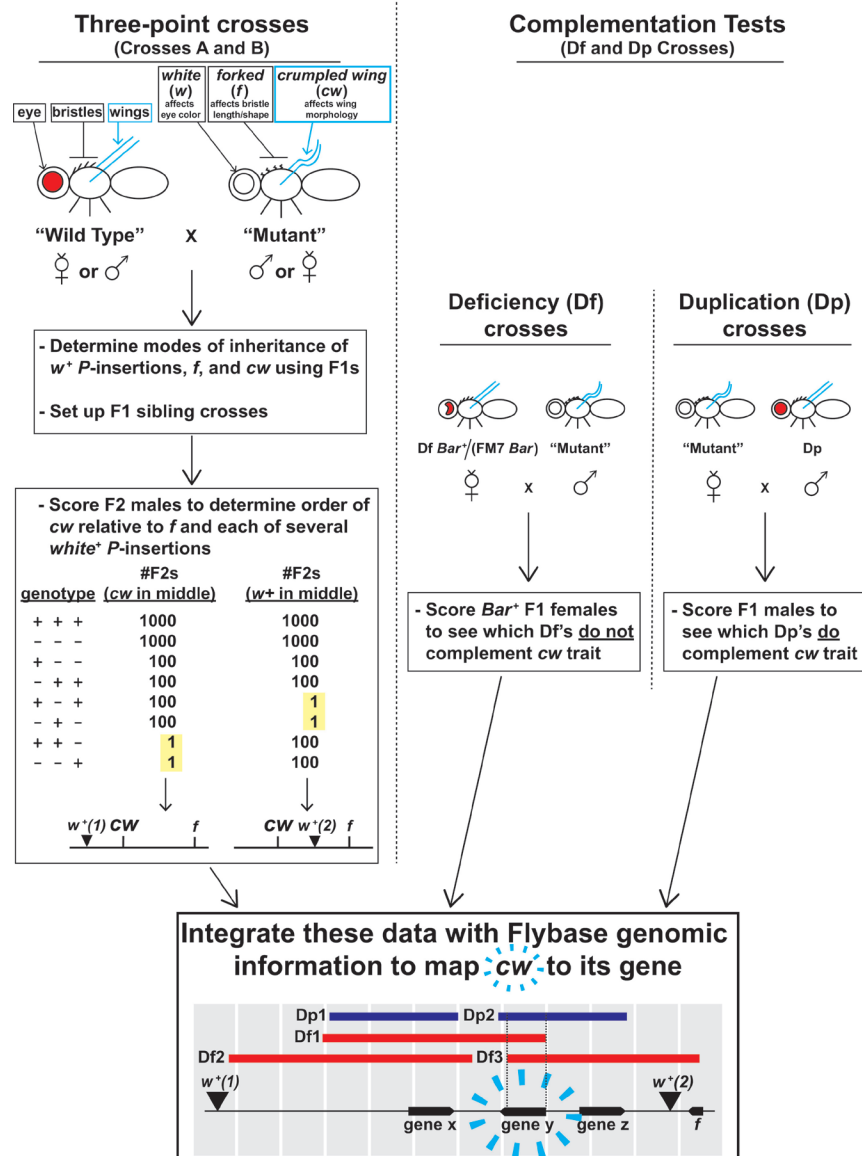 Three-point crosses
(Crosses A and B)
white
(w)
affects
eye color
forked
(f)
affects bristle
length/shape
crumpled wing
(cw)
affects wing
morphology
eye
bristles
wings
“Wild Type” X “Mutant”
☿ or ♂ ♂ or ☿
- Determine modes of inheritance of
w+ P-insertions, f, and cw using F1s
- Set up F1 sibling crosses
- Score F2 males to determine order of
cw relative to f and each of several
white+ P-insertions
#F2s #F2s
genotype (cw in middle) (w+ in middle)
+ + + 1000 1000
– – – 1000 1000
+ – – 100 100
– + + 100 100
+ – + 100 1
– + – 100 1
+ + – 1 100
– – + 1 100
w+(1) cw f
cw w+(2) f
Complementation Tests
(Df and Dp Crosses)
Deficiency (Df)
crosses
Df Bar+/(FM7 Bar) “Mutant”
☿ x ♂
- Score Bar+ F1 females
to see which Df's do not
complement cw trait
Duplication (Dp)
crosses
“Mutant” Dp
☿ x ♂
- Score F1 males to
see which Dp's do
complement cw trait
Integrate these data with Flybase genomic
information to map cw to its gene
Dp1 Dp2
Df1
Df2 Df3
w+(1) w+(2)
gene x gene y gene z f